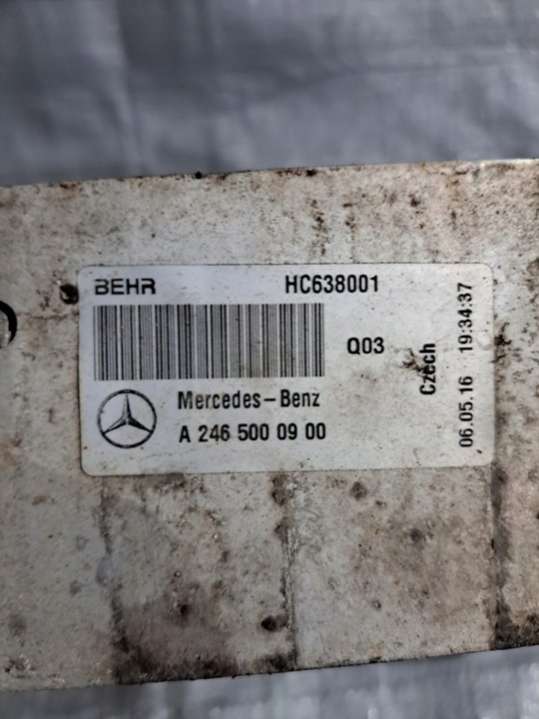 BEHR HC638001
Q03
Mercedes-Benz
A 246 500 09 00
Czech
06.05.16 19:34:37